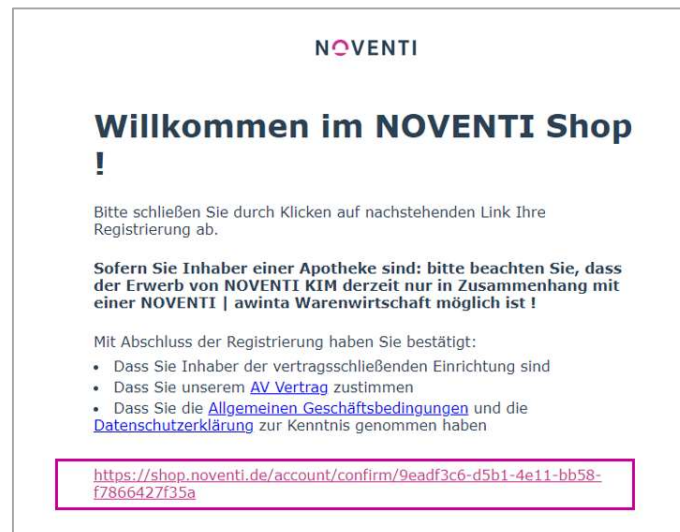 NOVENTI
Willkommen im NOVENTI Shop
!
Bitte schließen Sie durch Klicken auf nachstehenden Link Ihre
Registrierung ab.
Sofern Sie Inhaber einer Apotheke sind: bitte beachten Sie, dass
der Erwerb von NOVENTI KIM derzeit nur in Zusammenhang mit
einer NOVENTI | awinta Warenwirtschaft möglich ist !
Mit Abschluss der Registrierung haben Sie bestätigt:
• Dass Sie Inhaber der vertragsschließenden Einrichtung sind
• Dass Sie unserem AV Vertrag zustimmen
• Dass Sie die Allgemeinen Geschäftsbedingungen und die
Datenschutzerklärung zur Kenntnis genommen haben
https://shop.noventi.de/account/confirm/9eadf3c6-d5b1-4e11-bb58-
f7866427f35a